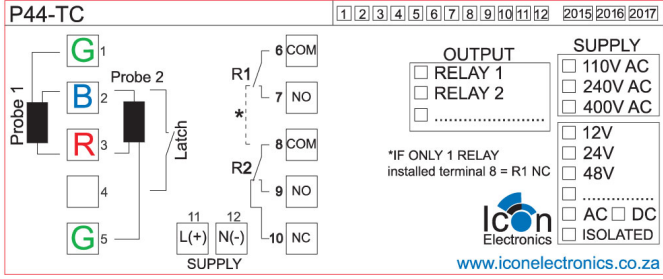 P44-TC 1 2 3 4 5 6 7 8 9 10 11 12 2015 2016 2017
G 1
B 2
R 3
4
G 5
Probe 1
Probe 2
Latch
6 COM
R1
7 NO
*
8 COM
R2
9 NO
10 NC
11 12
L(+) N(-)
SUPPLY
OUTPUT
RELAY 1
RELAY 2
....................
*IF ONLY 1 RELAY
installed terminal 8 = R1 NC
Icon
Electronics
SUPPLY
110V AC
240V AC
400V AC
12V
24V
48V
..............
AC DC
ISOLATED
www.iconelectronics.co.za